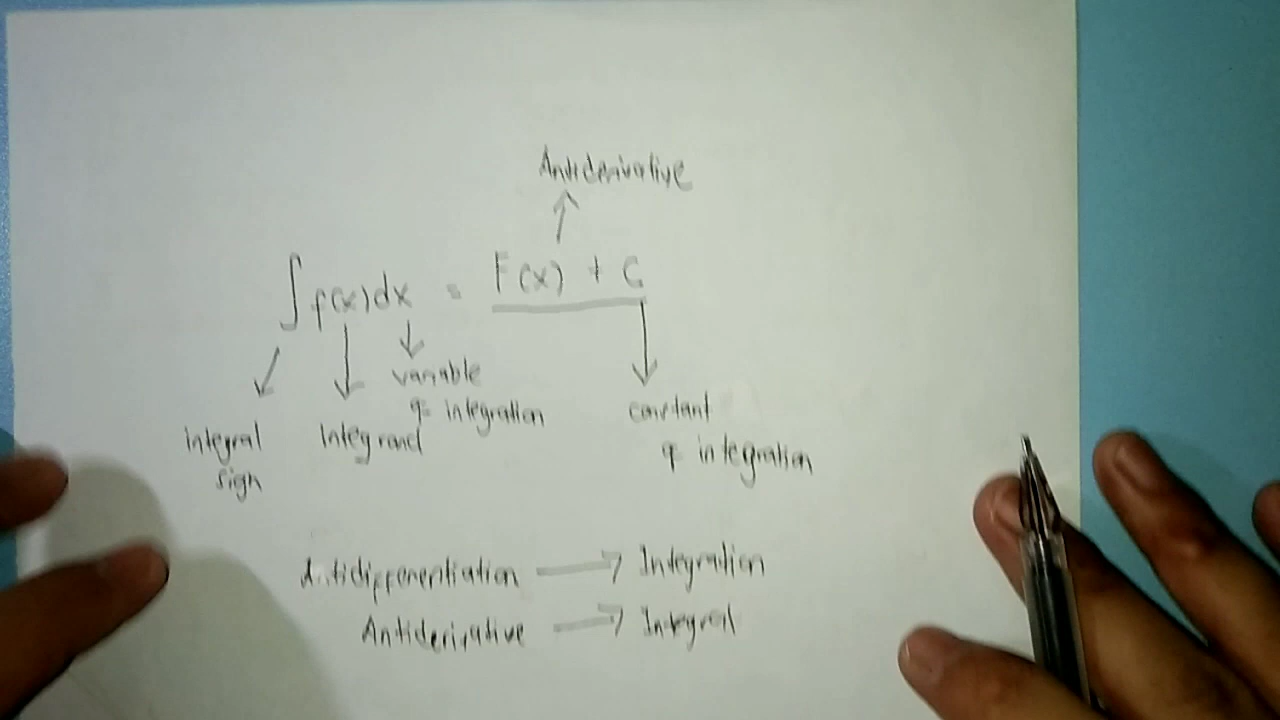 Antiderivative
∫f(x)dx = F(x) + C
variable
of integration
integral
sign
Integrand
constant
of integration
Antidifferentiation → Integration
Antiderivative → Integral